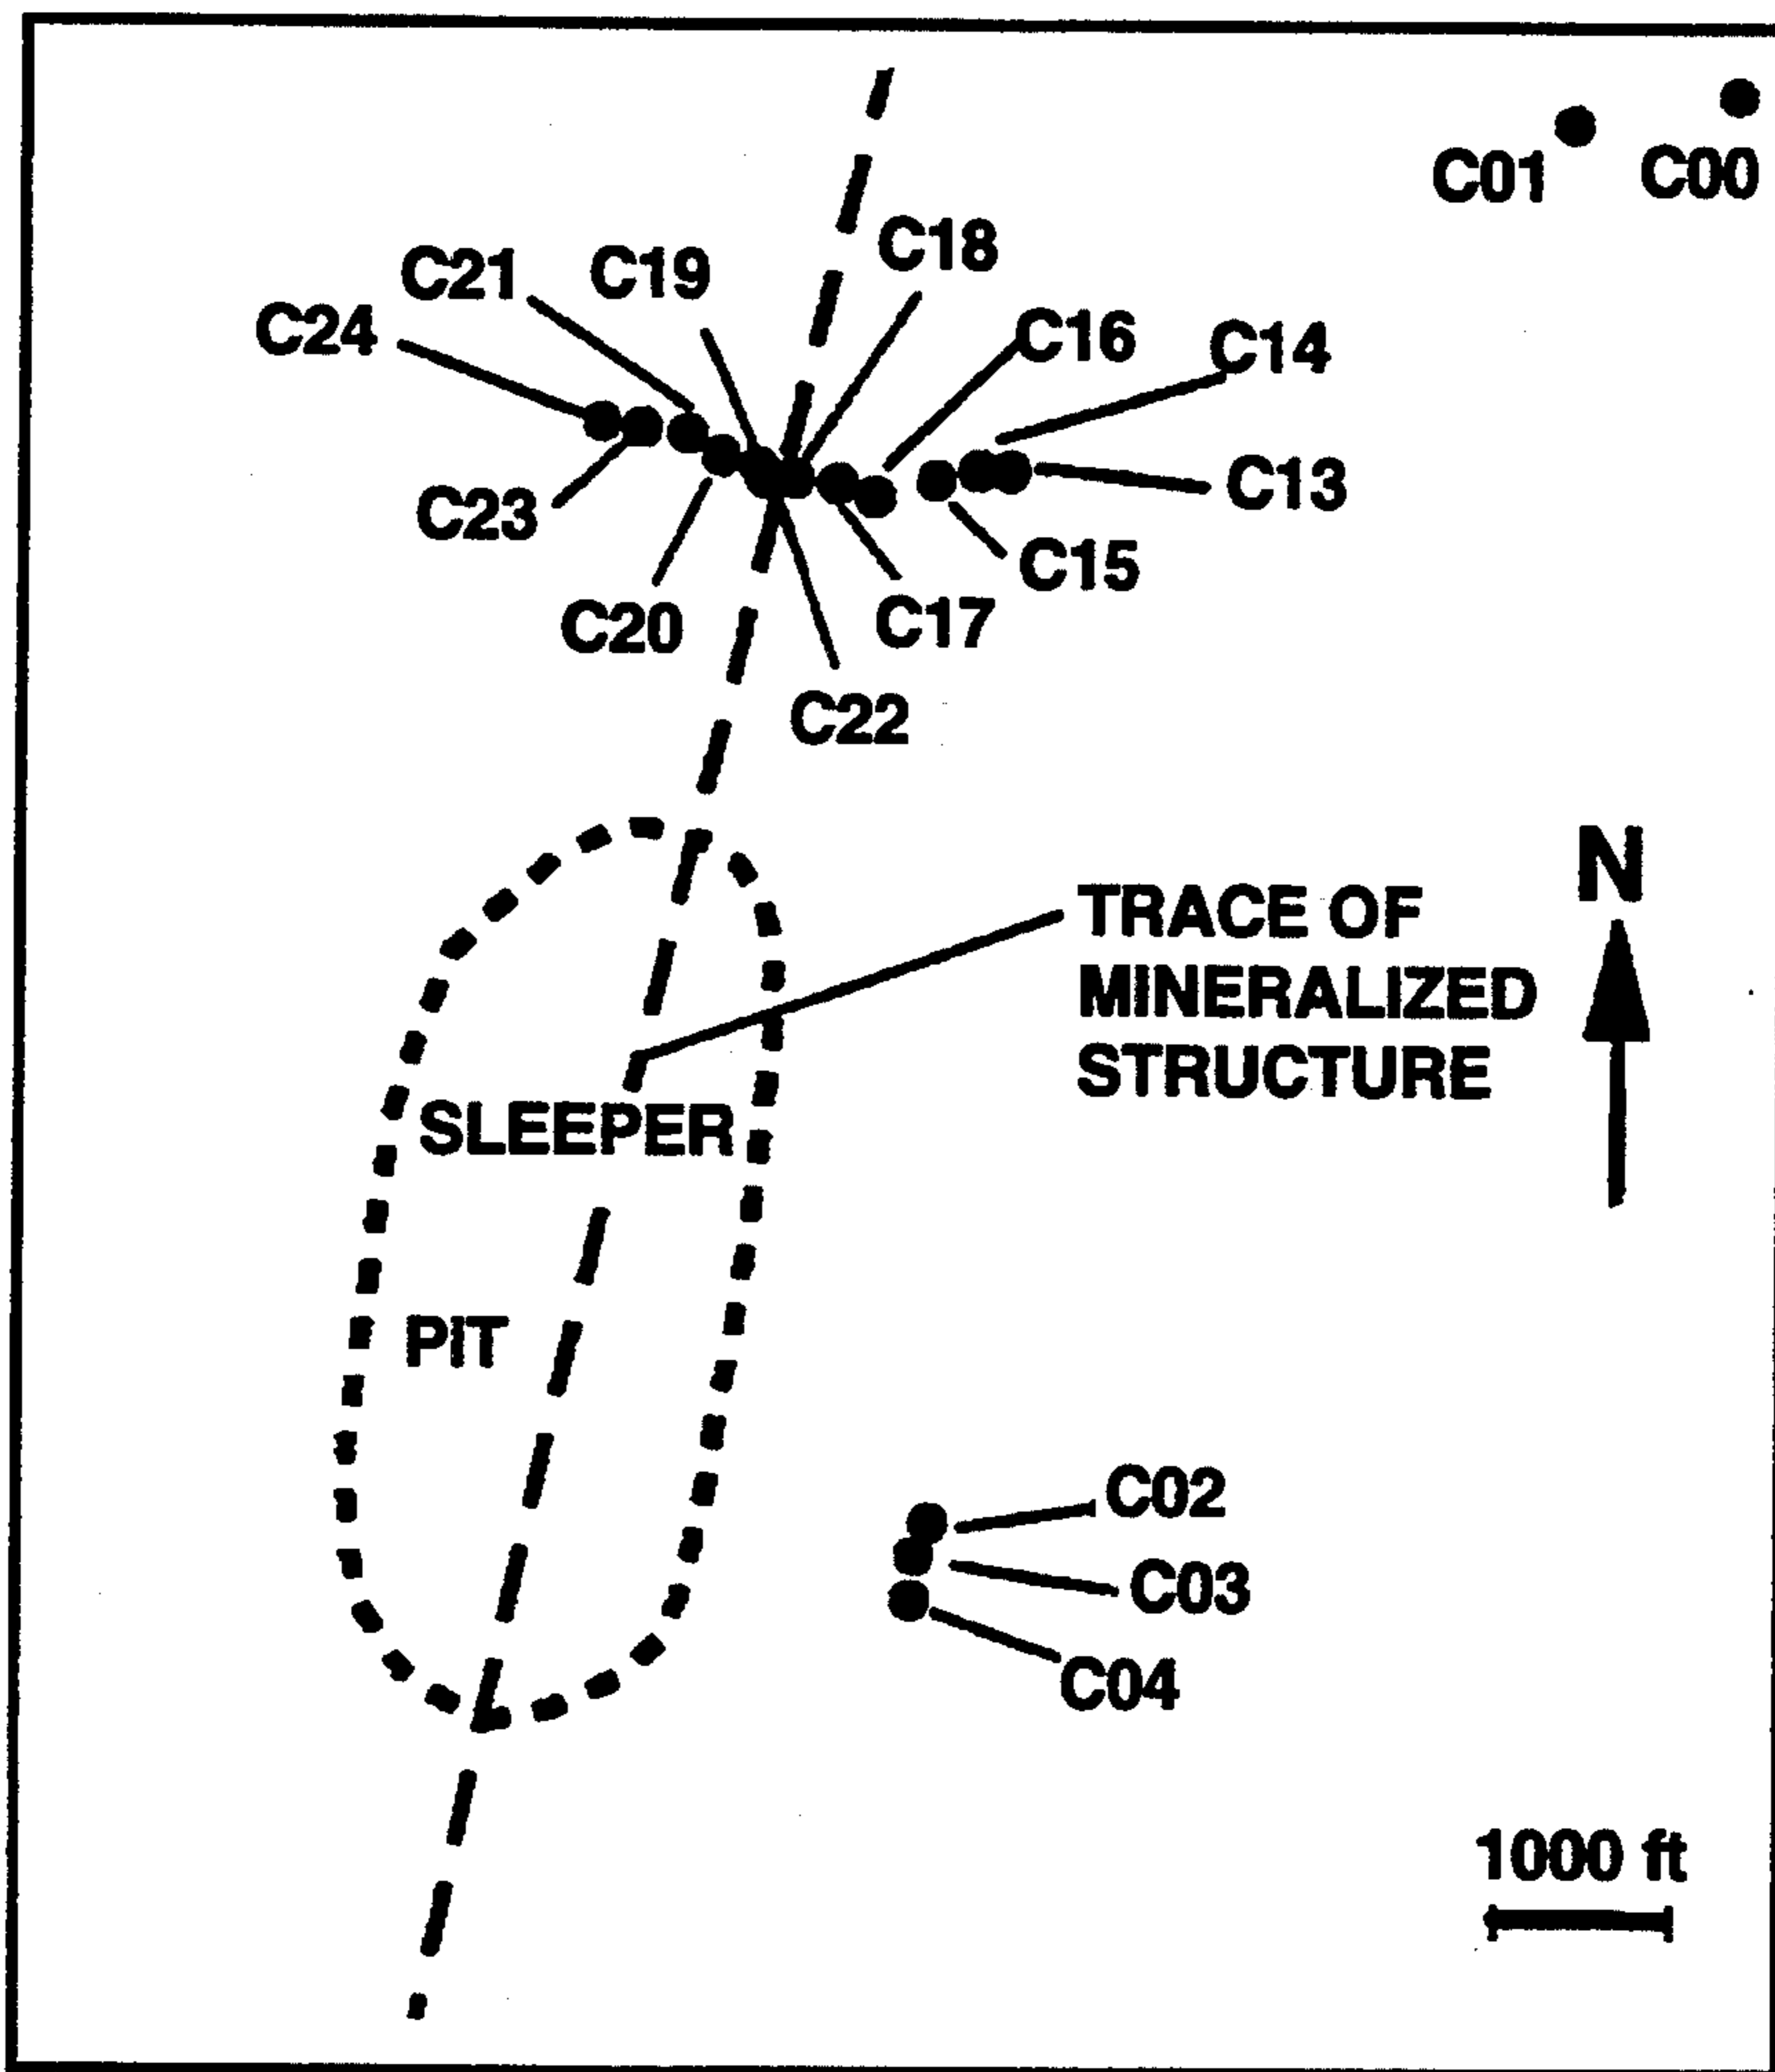 C01
C00
C18
C21
C19
C24
C16
C14
C23
C13
C15
C20
C17
C22
N
TRACE OF
MINERALIZED
STRUCTURE
SLEEPER
PIT
C02
C03
C04
1000 ft